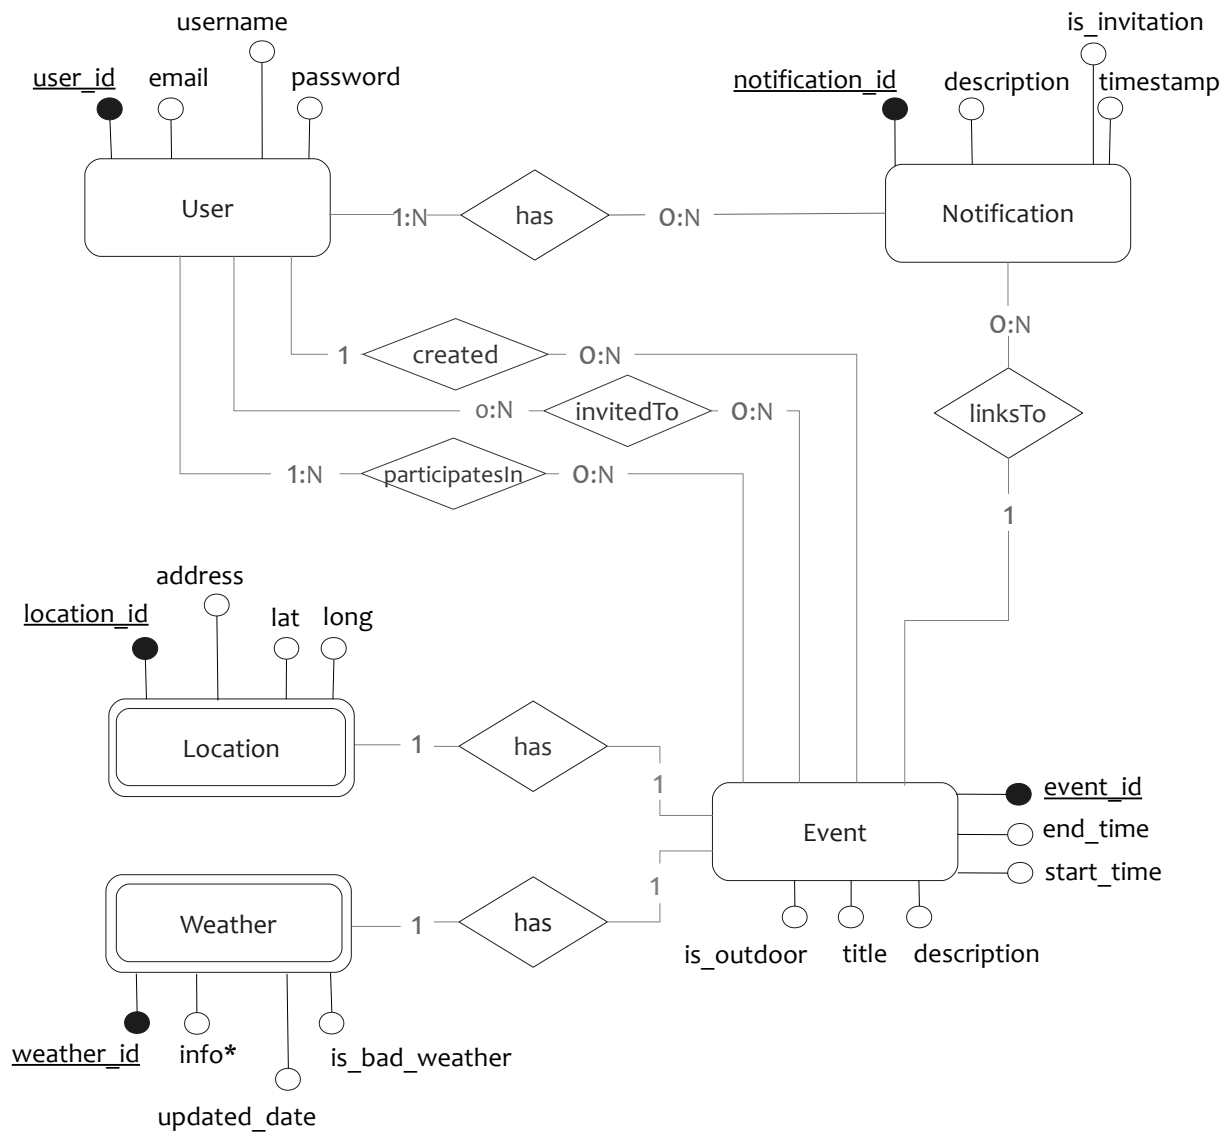 username
is_invitation
user_id email password
notification_id description timestamp
User 1:N has 0:N Notification
0:N
1 created 0:N
o:N invitedTo 0:N linksTo
1:N participatesIn 0:N
1
address
location_id lat long
Location 1 has
1
event_id
Event end_time
start_time
1
Weather 1 has
is_outdoor title description
weather_id info* is_bad_weather
updated_date